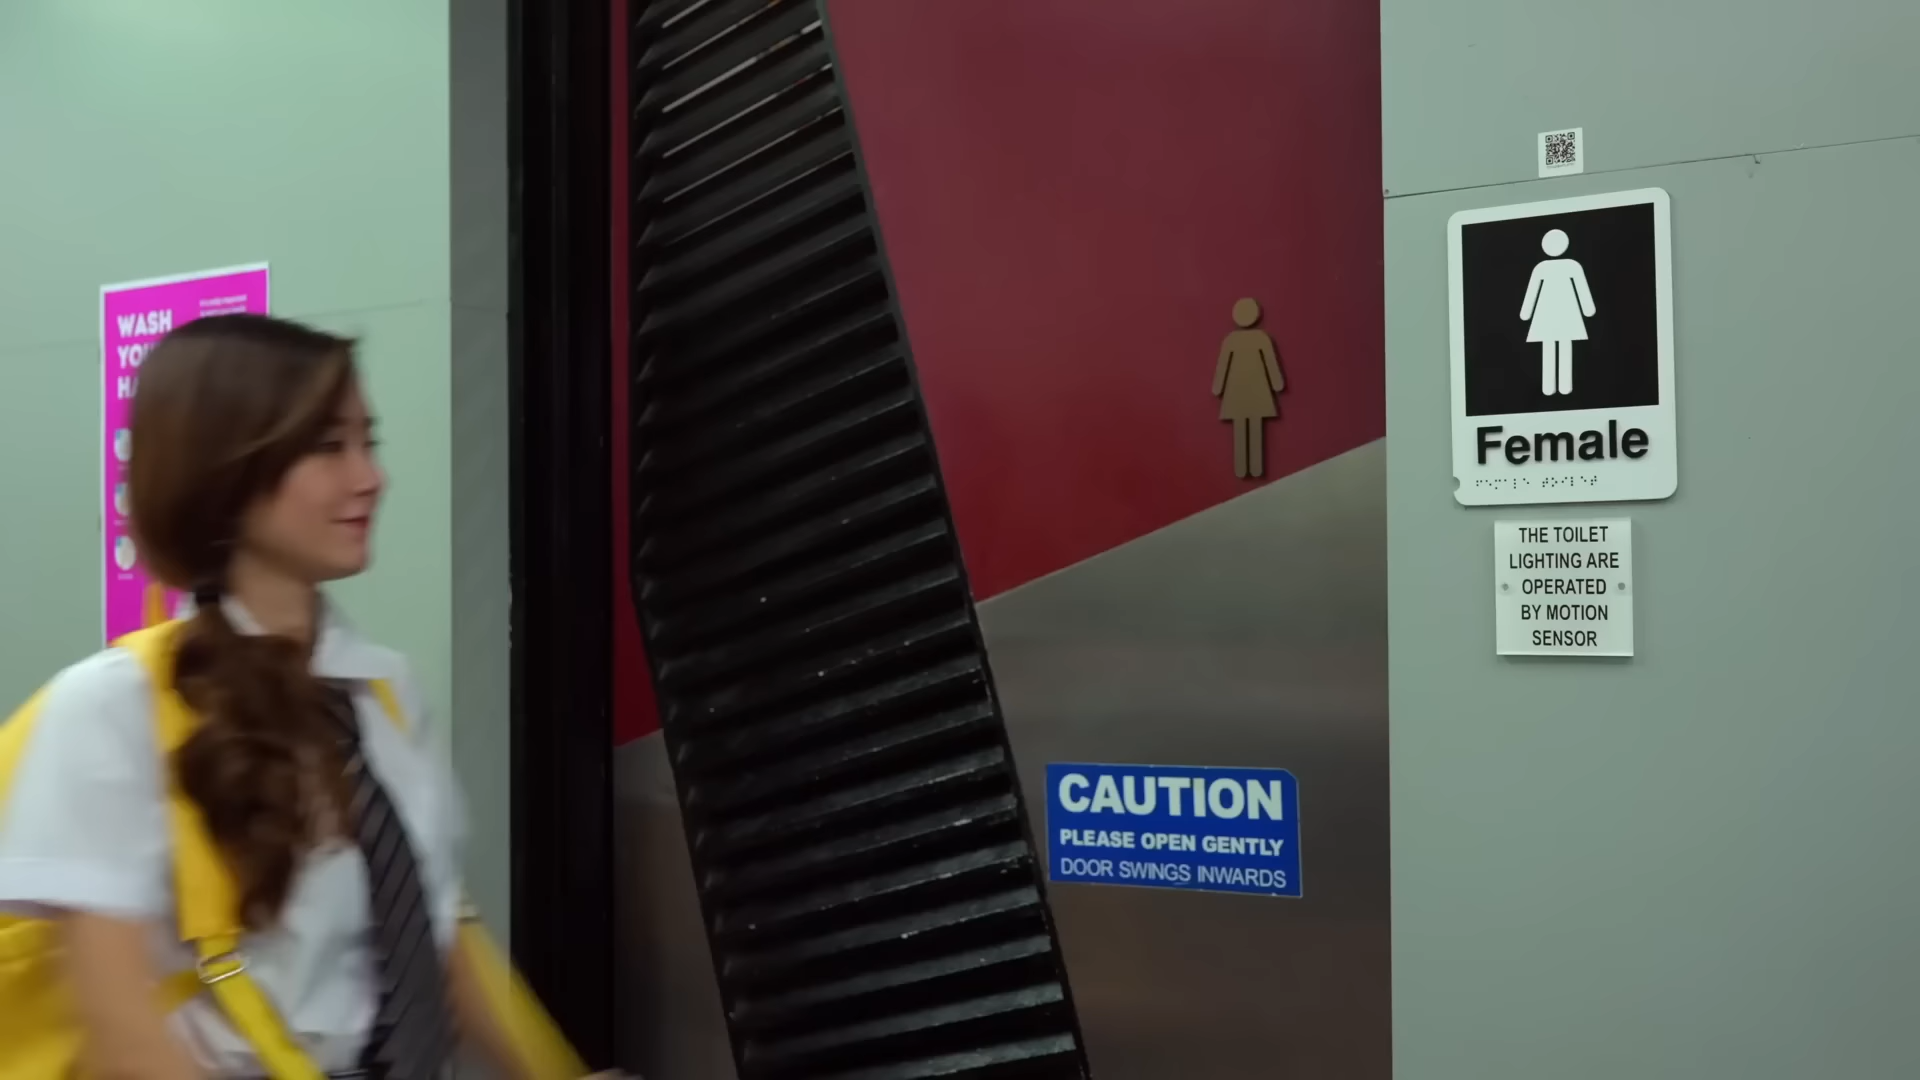 WASH
Female
THE TOILET
LIGHTING ARE
OPERATED
BY MOTION
SENSOR
CAUTION
PLEASE OPEN GENTLY
DOOR SWINGS INWARDS